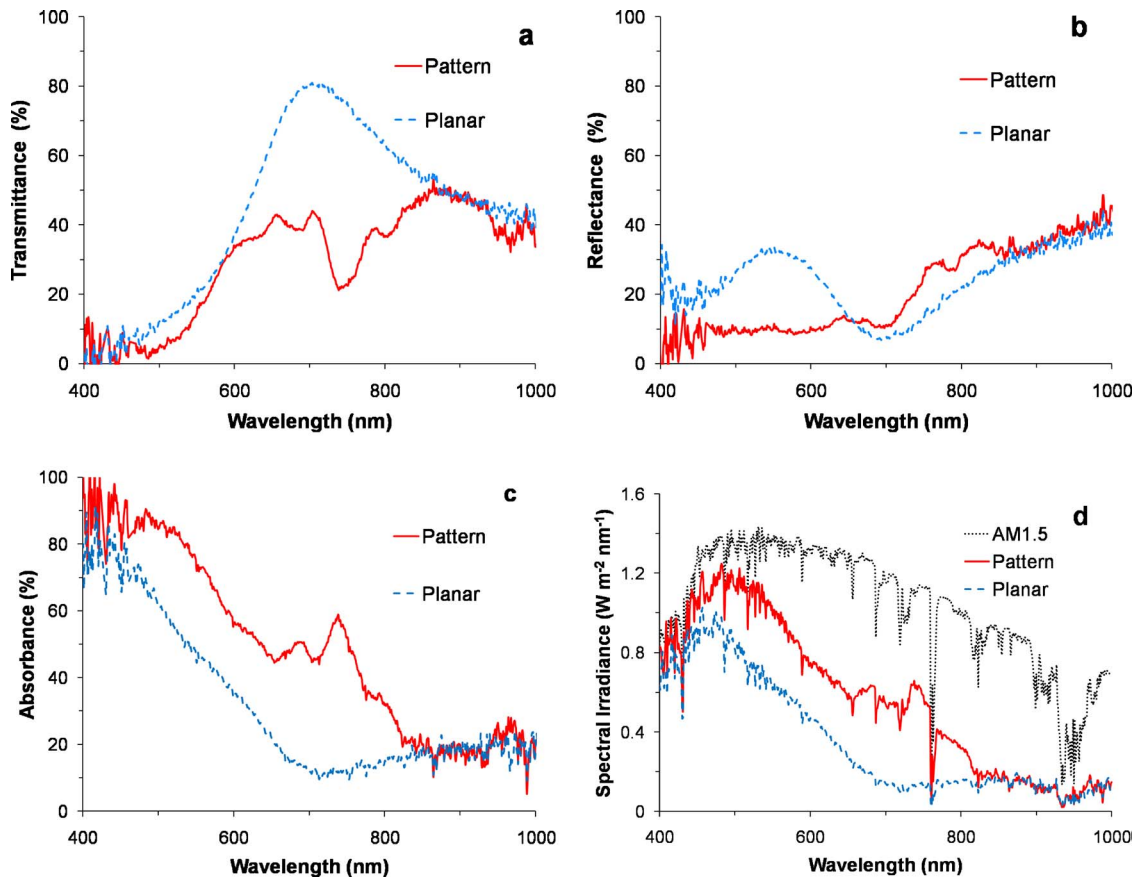 a
Transmittance (%)
100
80
60
40
20
0
Pattern
Planar
400
600
800
1000
Wavelength (nm)
b
Reflectance (%)
100
80
60
40
20
0
Pattern
Planar
400
600
800
1000
Wavelength (nm)
c
Absorbance (%)
100
80
60
40
20
0
Pattern
Planar
400
600
800
1000
Wavelength (nm)
d
Spectral Irradiance (W m⁻² nm⁻¹)
1.6
1.2
0.8
0.4
0
AM1.5
Pattern
Planar
400
600
800
1000
Wavelength (nm)